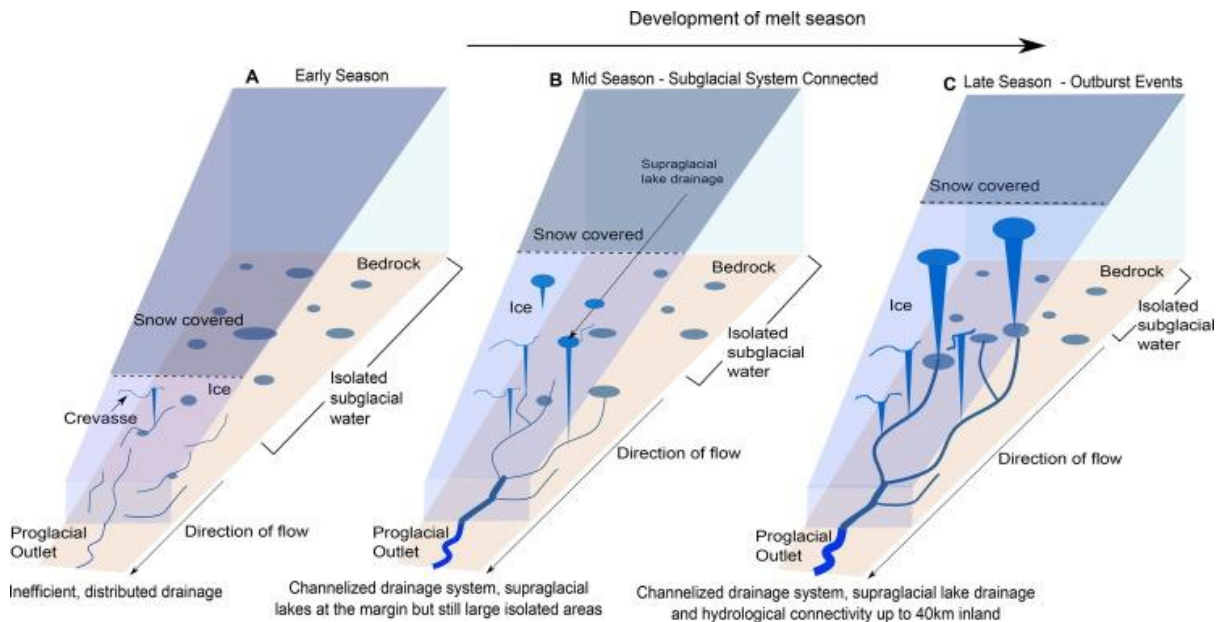 Development of melt season
A Early Season
Snow covered
Bedrock
Ice
Crevasse
Isolated
subglacial
water
Direction of flow
Proglacial
Outlet
Inefficient, distributed drainage
B Mid Season - Subglacial System Connected
Supraglacial
lake drainage
Snow covered
Bedrock
Ice
Isolated
subglacial
water
Direction of flow
Proglacial
Outlet
Channelized drainage system, supraglacial
lakes at the margin but still large isolated areas
C Late Season - Outburst Events
Snow covered
Bedrock
Ice
Isolated
subglacial
water
Direction of flow
Proglacial
Outlet
Channelized drainage system, supraglacial lake drainage
and hydrological connectivity up to 40km inland